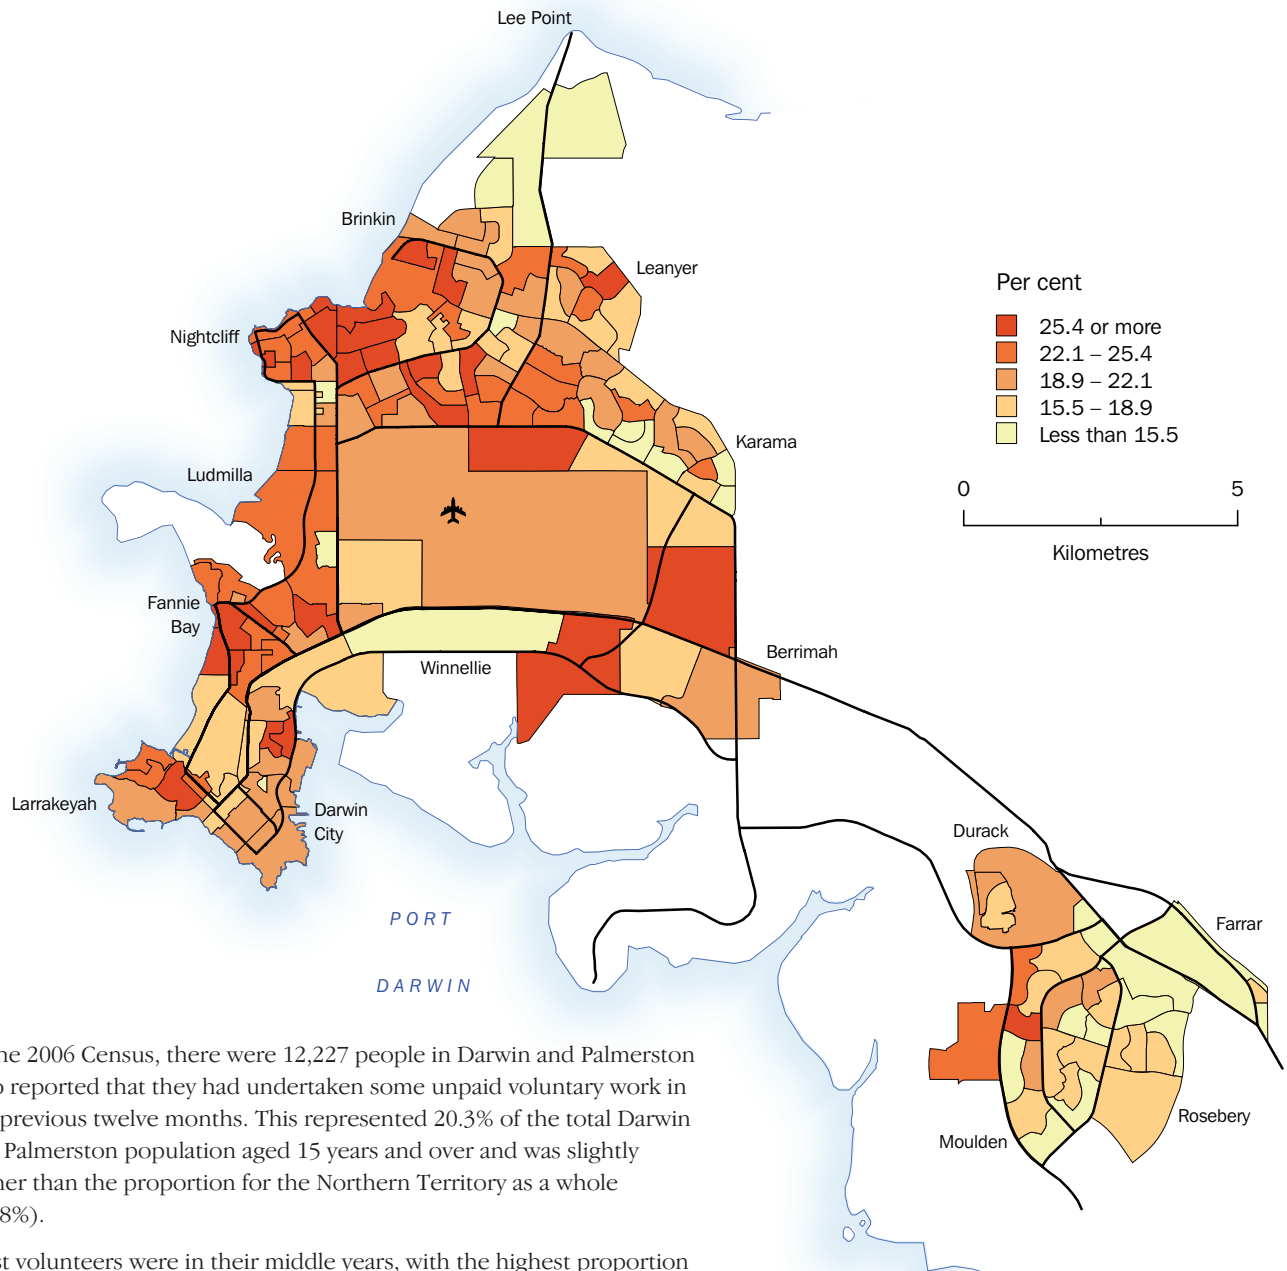 Lee Point
Brinkin
Leanyer
Nightcliff
Per cent
25.4 or more
22.1 – 25.4
18.9 – 22.1
15.5 – 18.9
Less than 15.5
Karama
Ludmilla
0 5
Kilometres
Fannie
Bay
Winnellie
Berrimah
Larrakeyah
Darwin
City
Durack
PORT
DARWIN
Farrar
Rosebery
Moulden
2006 Census, there were 12,227 people in Darwin and Palmerston
reported that they had undertaken some unpaid voluntary work in
previous twelve months. This represented 20.3% of the total Darwin
Palmerston population aged 15 years and over and was slightly
than the proportion for the Northern Territory as a whole
8%).
volunteers were in their middle years, with the highest proportion